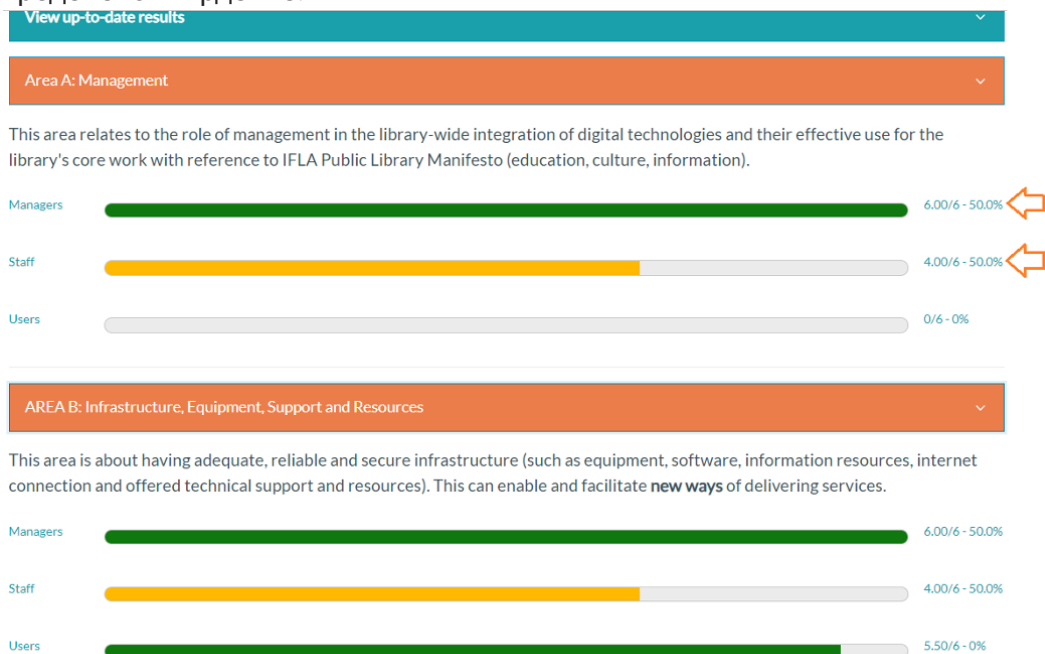 View up-to-date results
Area A: Management
This area relates to the role of management in the library-wide integration of digital technologies and their effective use for the
library's core work with reference to IFLA Public Library Manifesto (education, culture, information).
Managers 6.00/6 - 50.0%
Staff 4.00/6 - 50.0%
Users 0/6 - 0%
AREA B: Infrastructure, Equipment, Support and Resources
This area is about having adequate, reliable and secure infrastructure (such as equipment, software, information resources, internet
connection and offered technical support and resources). This can enable and facilitate new ways of delivering services.
Managers 6.00/6 - 50.0%
Staff 4.00/6 - 50.0%
Users 5.50/6 - 0%